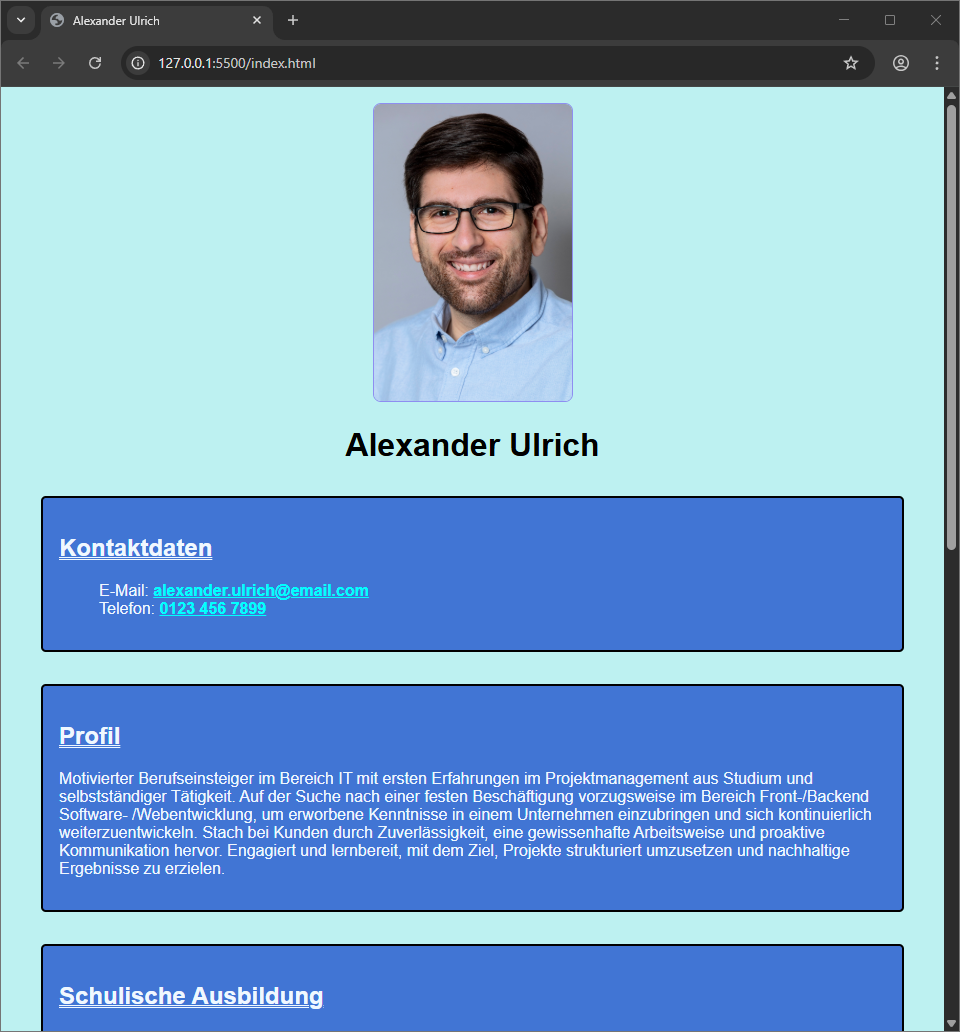 Alexander Ulrich
127.0.0.1:5500/index.html
Alexander Ulrich
Kontaktdaten
E-Mail: alexander.ulrich@email.com
Telefon: 0123 456 7899
Profil
Motivierter Berufseinsteiger im Bereich IT mit ersten Erfahrungen im Projektmanagement aus Studium und
selbstständiger Tätigkeit. Auf der Suche nach einer festen Beschäftigung vorzugsweise im Bereich Front-/Backend
Software- /Webentwicklung, um erworbene Kenntnisse in einem Unternehmen einzubringen und sich kontinuierlich
weiterzuentwickeln. Stach bei Kunden durch Zuverlässigkeit, eine gewissenhafte Arbeitsweise und proaktive
Kommunikation hervor. Engagiert und lernbereit, mit dem Ziel, Projekte strukturiert umzusetzen und nachhaltige
Ergebnisse zu erzielen.
Schulische Ausbildung